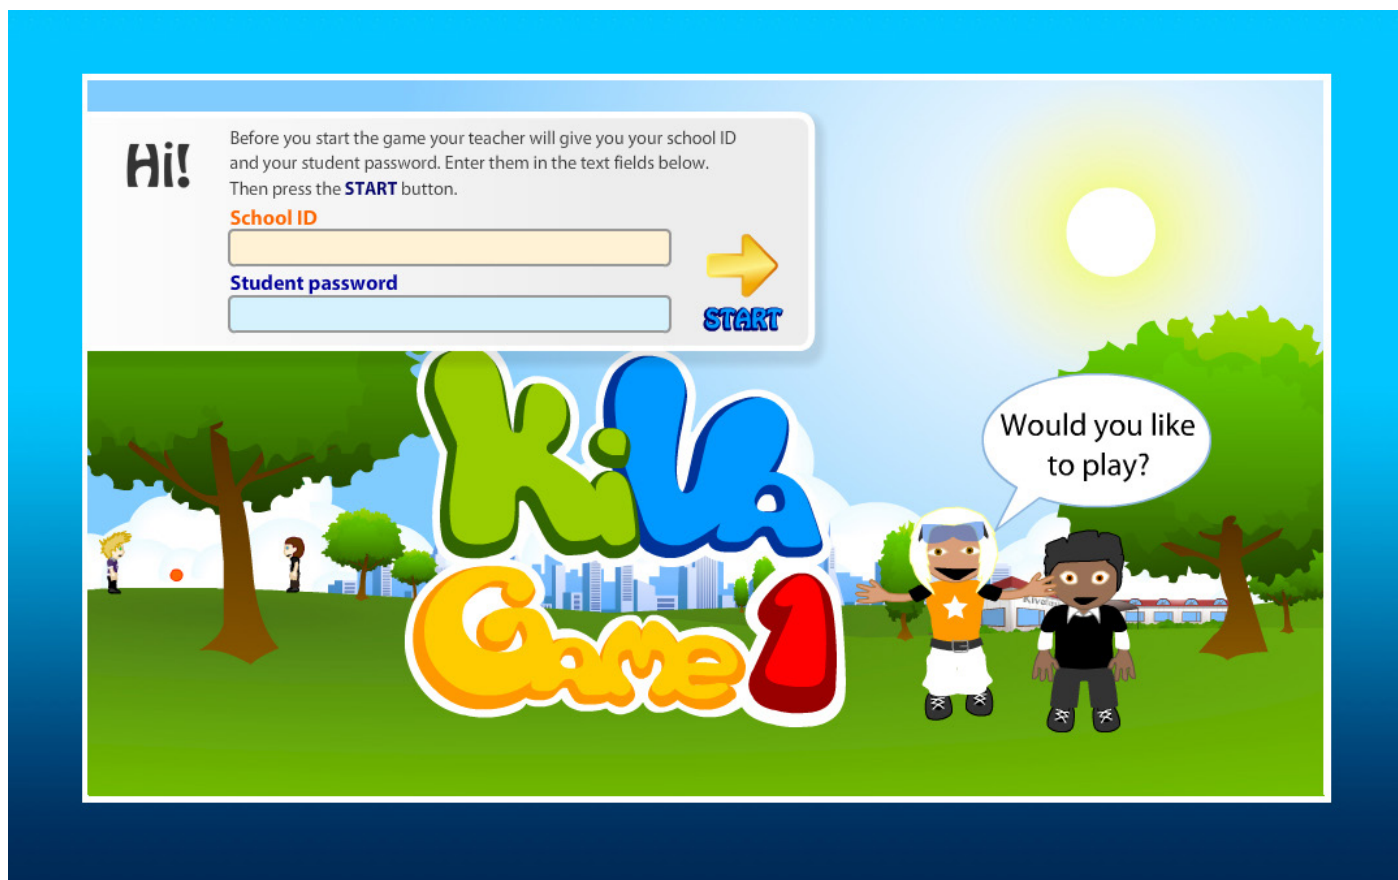 Hi!
Before you start the game your teacher will give you your school ID
and your student password. Enter them in the text fields below.
Then press the START button.
School ID
Student password
START
KiVa
Game 1
Would you like
to play?